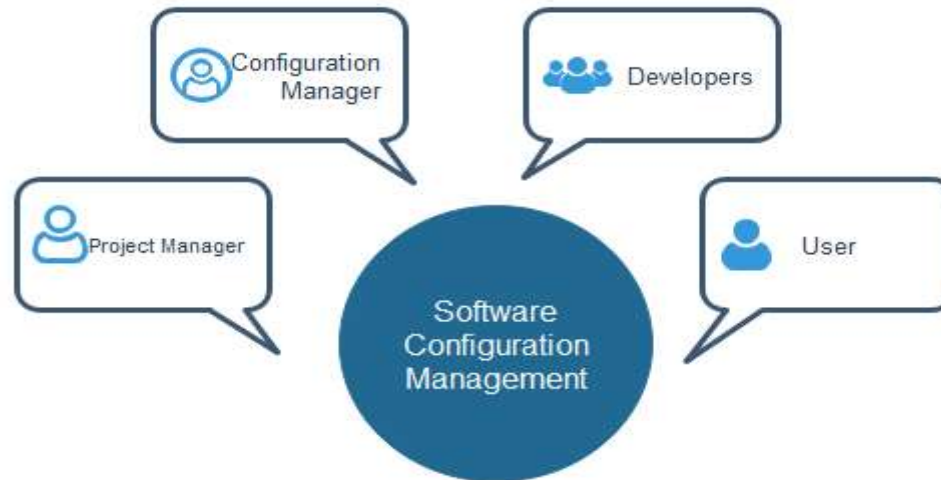 Configuration
Manager
Developers
Project Manager
User
Software
Configuration
Management